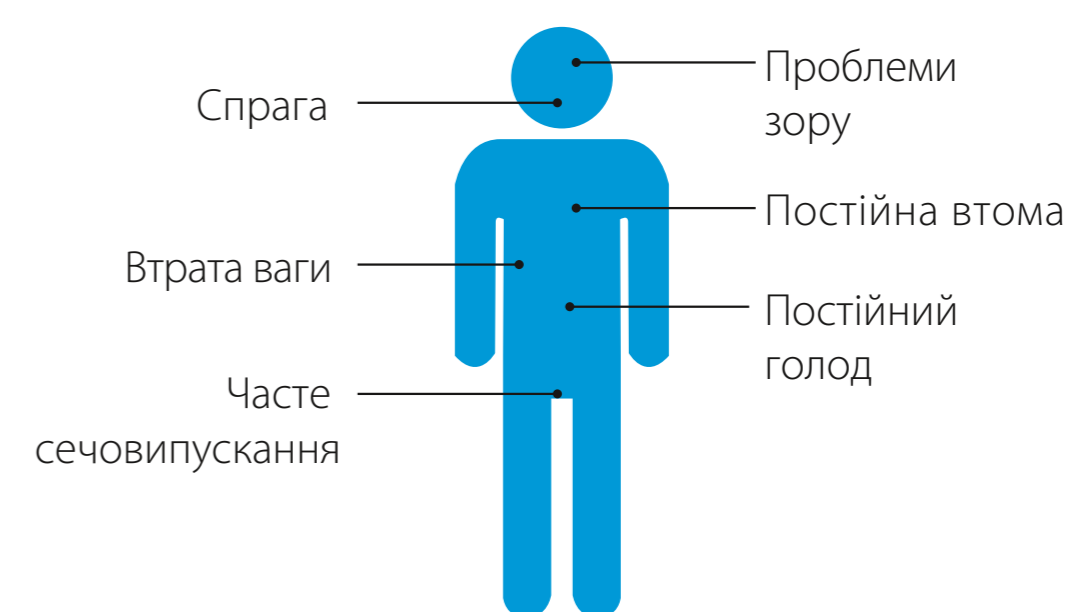 Спрага
Втрата ваги
Часте
сечовипускання
Проблеми
зору
Постійна втома
Постійний
голод